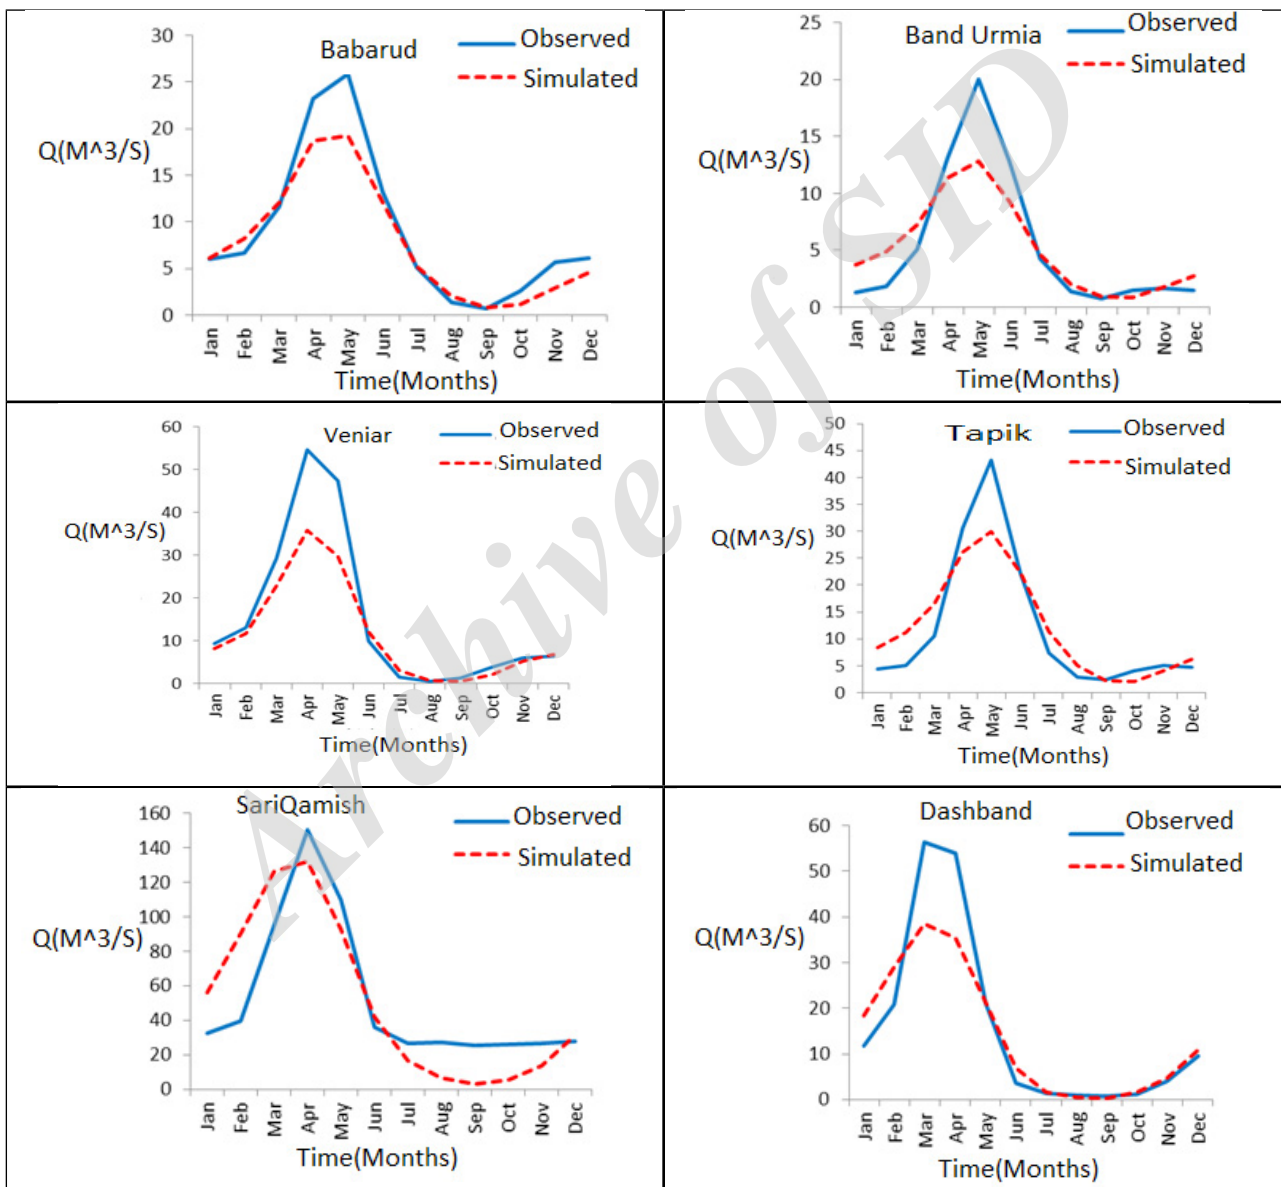 Babarud
Observed
Simulated
Q(M^3/S)
30
25
20
15
10
5
0
Jan Feb Mar Apr May Jun Jul Aug Sep Oct Nov Dec
Time(Months)
Band Urmia
Observed
Simulated
Q(M^3/S)
25
20
15
10
5
0
Jan Feb Mar Apr May Jun Jul Aug Sep Oct Nov Dec
Time(Months)
Veniar
Observed
Simulated
Q(M^3/S)
60
50
40
30
20
10
0
Jan Feb Mar Apr May Jun Jul Aug Sep Oct Nov Dec
Time(Months)
Tapik
Observed
Simulated
Q(M^3/S)
50
45
40
35
30
25
20
15
10
5
0
Jan Feb Mar Apr May Jun Jul Aug Sep Oct Nov Dec
Time(Months)
SariQamish
Observed
Simulated
Q(M^3/S)
160
140
120
100
80
60
40
20
0
Jan Feb Mar Apr May Jun Jul Aug Sep Oct Nov Dec
Time(Months)
Dashband
Observed
Simulated
Q(M^3/S)
60
50
40
30
20
10
0
Jan Feb Mar Apr May Jun Jul Aug Sep Oct Nov Dec
Time(Months)
Archive of SID